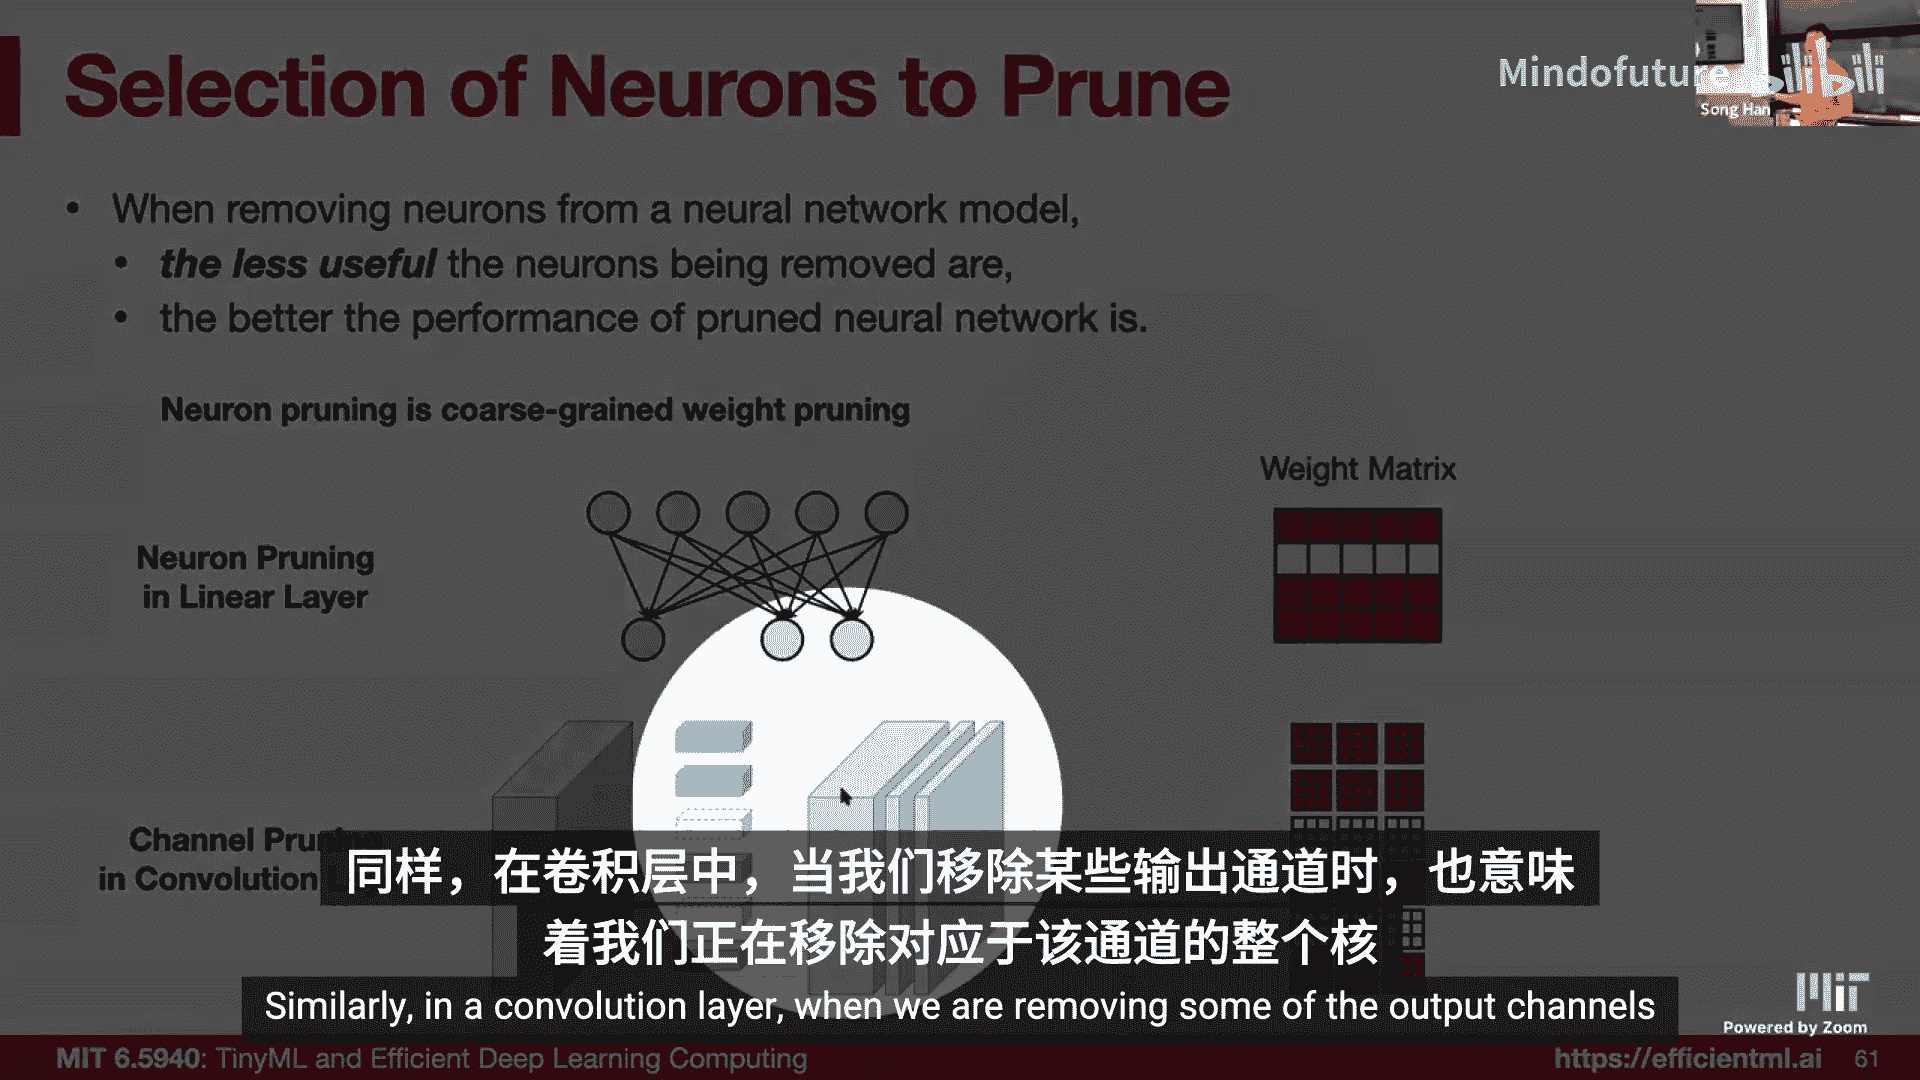 Selection of Neurons to Prune
Mindofuture
bilibili
Song Han
• When removing neurons from a neural network model,
• the less useful the neurons being removed are,
• the better the performance of pruned neural network is.
Neuron pruning is coarse-grained weight pruning
Weight Matrix
Neuron Pruning
in Linear Layer
Channel
in Convolution
同样，在卷积层中，当我们移除某些输出通道时，也意味
着我们正在移除对应于该通道的整个核
Similarly, in a convolution layer, when we are removing some of the output channels
MIT
Powered by Zoom
MIT 6.5940: TinyML and Efficient Deep Learning Computing
https://efficientml.ai
61